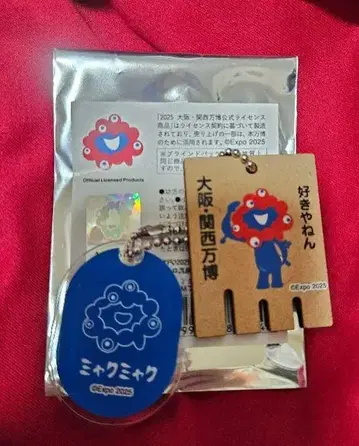 「2025 大阪・関西万博公式ライセンス
商品」はライセンス契約に基づいて製造
されており、売り上げの一部は、本万博
のために活用されます。©Expo 2025
Official Licensed Products
大阪・関西万博
好きやねん
©Expo 2025
ミャクミャク
©Expo 2025